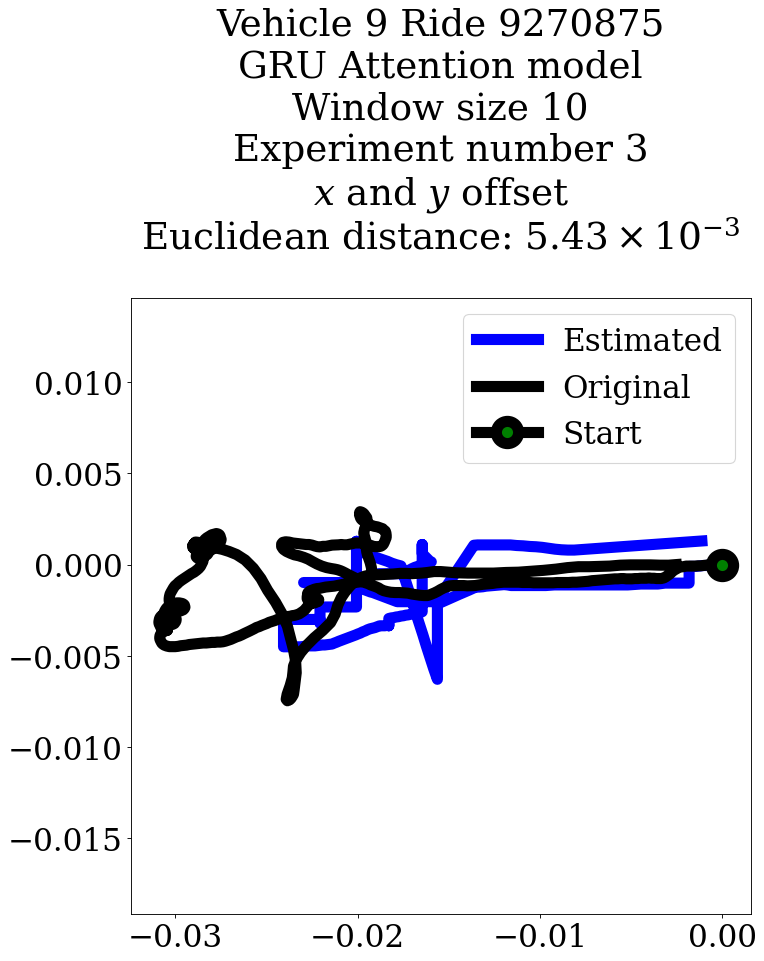 Vehicle 9 Ride 9270875
GRU Attention model
Window size 10
Experiment number 3
x and y offset
Euclidean distance: 5.43 × 10⁻³
Estimated
Original
Start
0.010
0.005
0.000
−0.005
−0.010
−0.015
−0.03
−0.02
−0.01
0.00